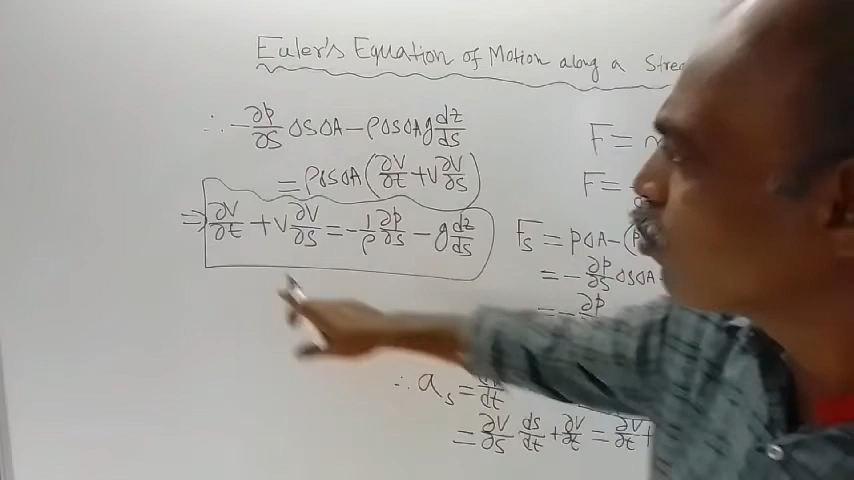 Euler's Equation of Motion along a
∴ -∂p/∂s ΔsΔA - ρΔsΔAg dz/ds
= ρΔsΔA(∂V/∂t + V ∂V/∂s)
⇒ ∂V/∂t + V ∂V/∂s = -1/ρ ∂p/∂s - g dz/ds
F =
F =
Fs = pΔA - (
= -∂p/∂s ΔsΔA
= -∂p
∴ as = /dt
= ∂V/∂s ds/dt + ∂V/∂t = ∂V/∂t +